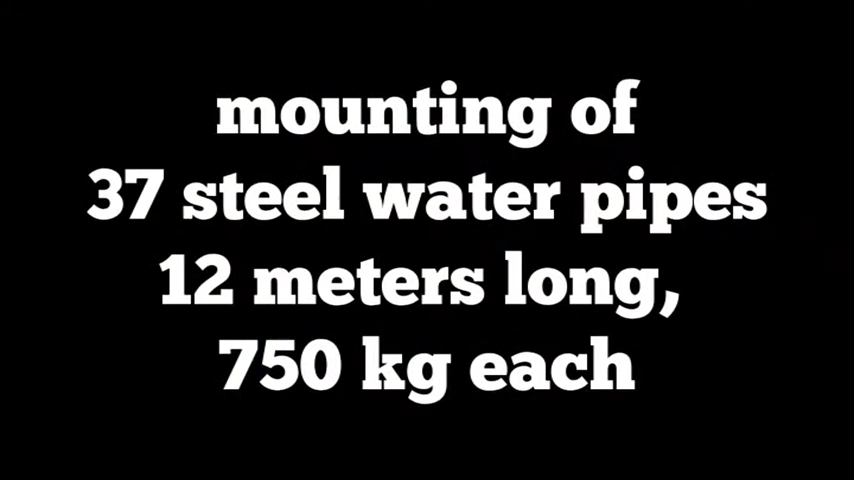 mounting of
37 steel water pipes
12 meters long,
750 kg each